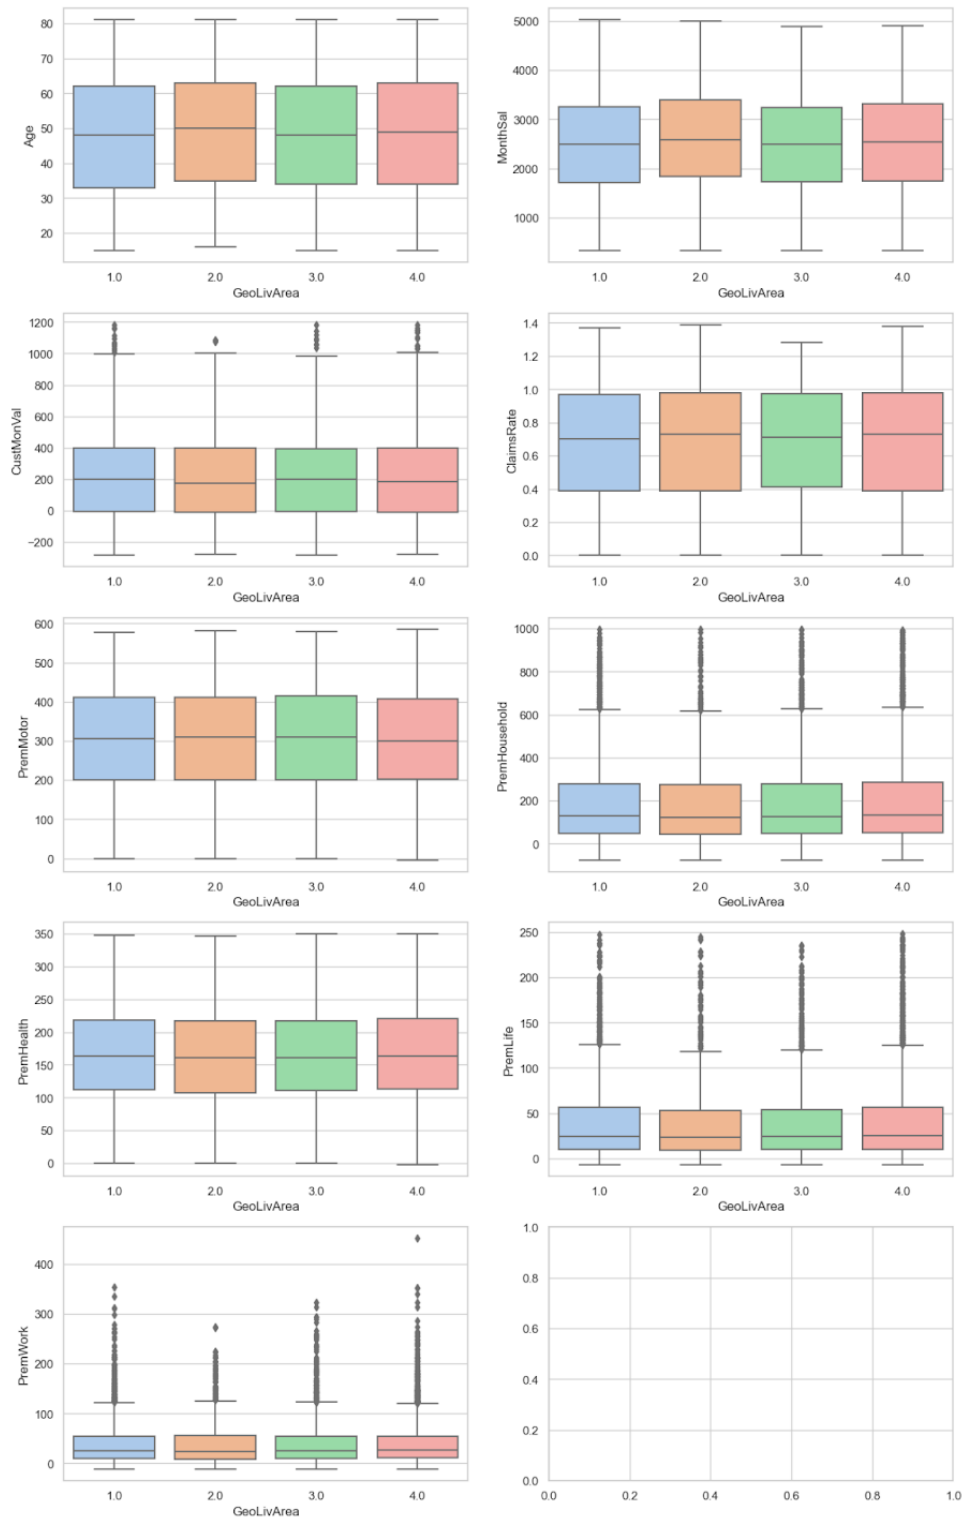 Age
80
70
60
50
40
30
20
1.0 2.0 3.0 4.0
GeoLivArea
MonthSal
5000
4000
3000
2000
1000
1.0 2.0 3.0 4.0
GeoLivArea
CustMonVal
1200
1000
800
600
400
200
0
−200
1.0 2.0 3.0 4.0
GeoLivArea
ClaimsRate
1.4
1.2
1.0
0.8
0.6
0.4
0.2
0.0
1.0 2.0 3.0 4.0
GeoLivArea
PremMotor
600
500
400
300
200
100
0
1.0 2.0 3.0 4.0
GeoLivArea
PremHousehold
1000
800
600
400
200
0
1.0 2.0 3.0 4.0
GeoLivArea
PremHealth
350
300
250
200
150
100
50
0
1.0 2.0 3.0 4.0
GeoLivArea
PremLife
250
200
150
100
50
0
1.0 2.0 3.0 4.0
GeoLivArea
PremWork
400
300
200
100
0
1.0 2.0 3.0 4.0
GeoLivArea
1.0
0.8
0.6
0.4
0.2
0.0
0.0 0.2 0.4 0.6 0.8 1.0